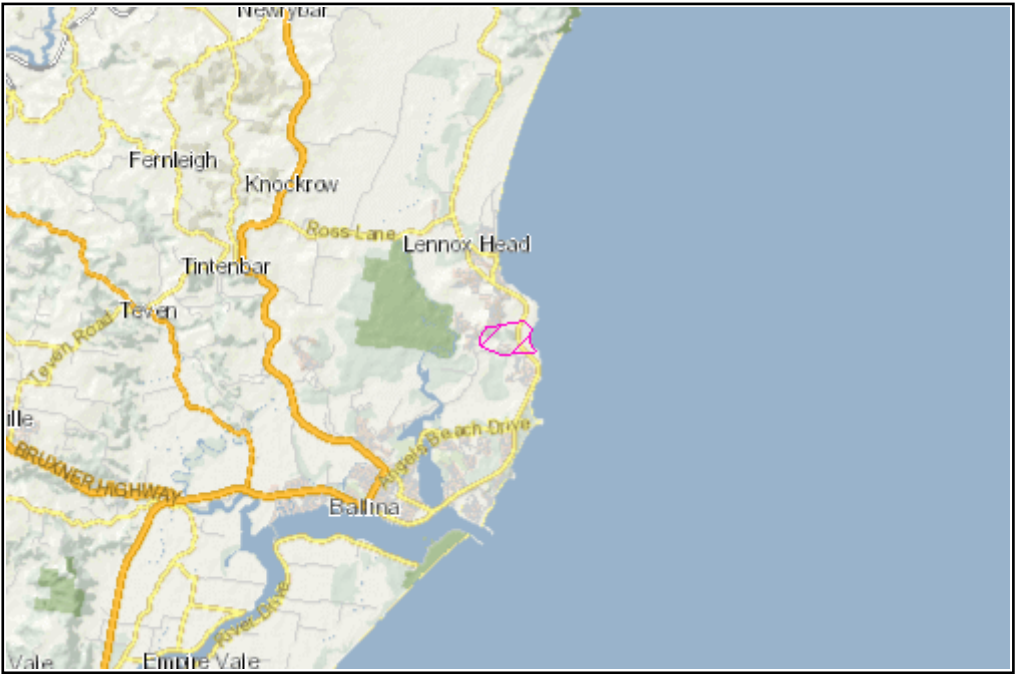 Newrybar
Fernleigh
Knockrow
Ross Lane
Lennox Head
Tintenbar
Teven
Teven Road
ille
Angels Beach Drive
BRUXNER HIGHWAY
Ballina
River Drive
Vale
Empire Vale